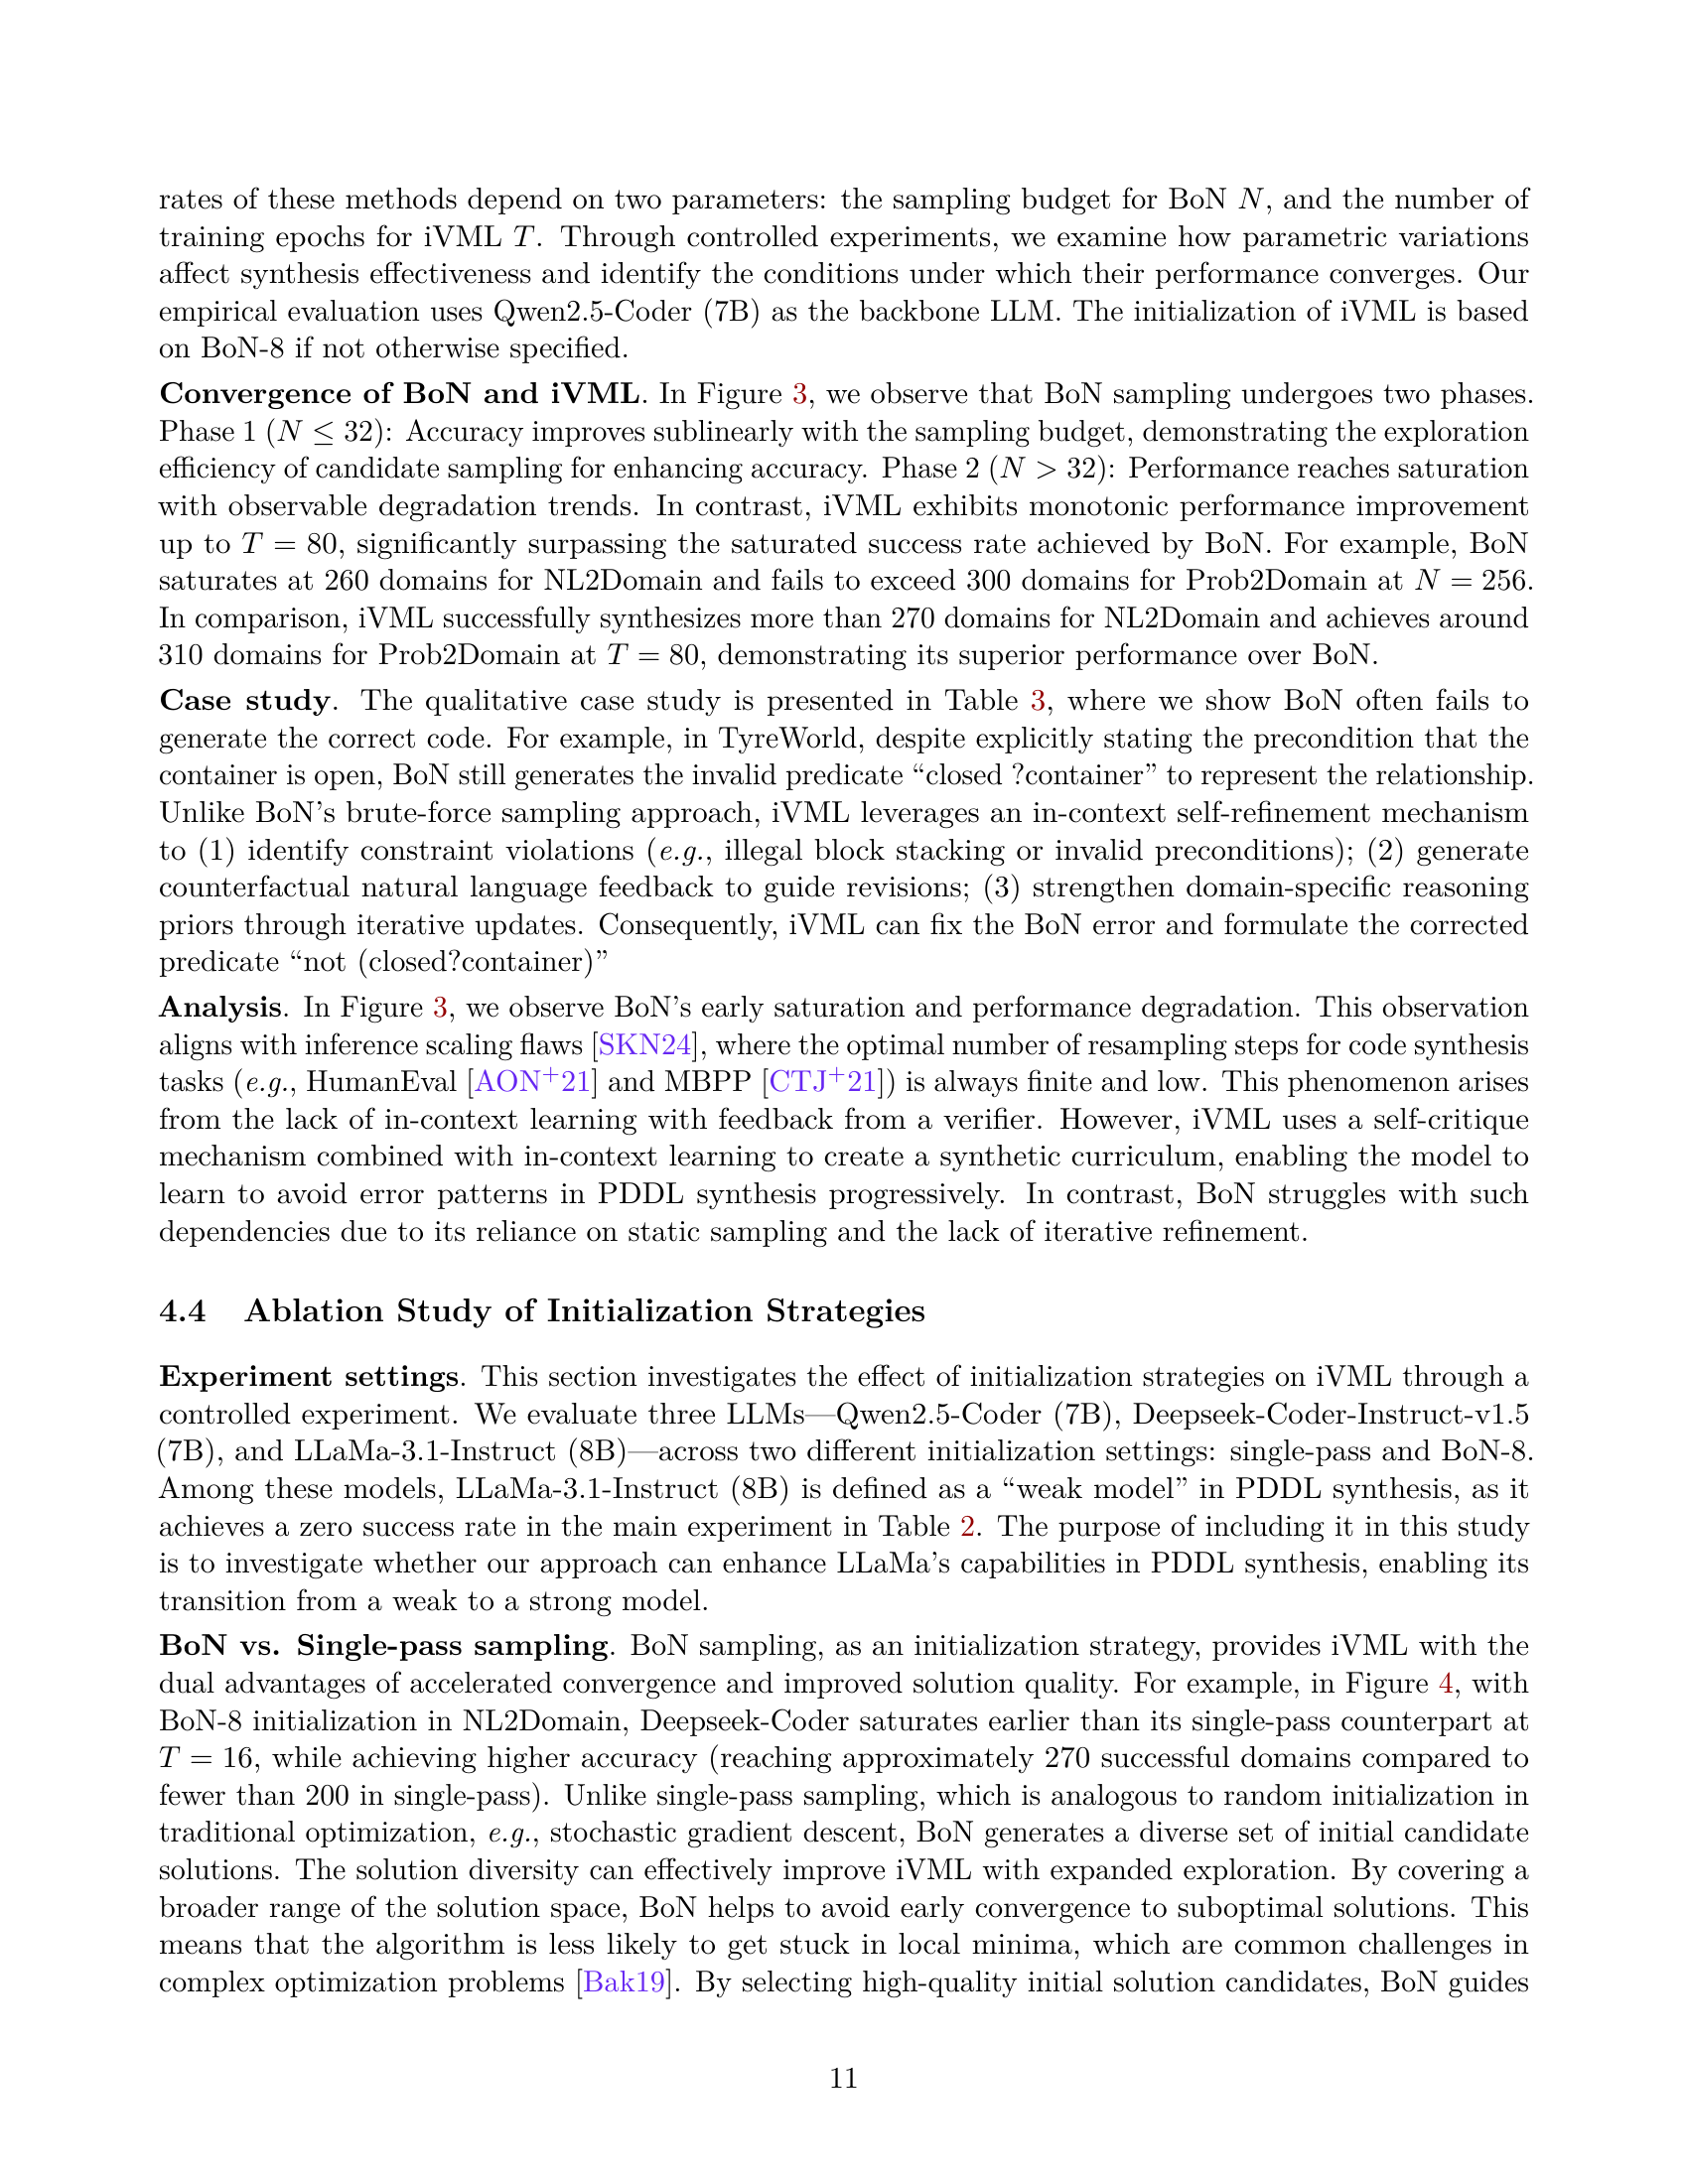 rates of these methods depend on two parameters: the sampling budget for BoN N, and the number of
training epochs for iVML T. Through controlled experiments, we examine how parametric variations
affect synthesis effectiveness and identify the conditions under which their performance converges. Our
empirical evaluation uses Qwen2.5-Coder (7B) as the backbone LLM. The initialization of iVML is based
on BoN-8 if not otherwise specified.
Convergence of BoN and iVML. In Figure 3, we observe that BoN sampling undergoes two phases.
Phase 1 (N ≤ 32): Accuracy improves sublinearly with the sampling budget, demonstrating the exploration
efficiency of candidate sampling for enhancing accuracy. Phase 2 (N > 32): Performance reaches saturation
with observable degradation trends. In contrast, iVML exhibits monotonic performance improvement
up to T = 80, significantly surpassing the saturated success rate achieved by BoN. For example, BoN
saturates at 260 domains for NL2Domain and fails to exceed 300 domains for Prob2Domain at N = 256.
In comparison, iVML successfully synthesizes more than 270 domains for NL2Domain and achieves around
310 domains for Prob2Domain at T = 80, demonstrating its superior performance over BoN.
Case study. The qualitative case study is presented in Table 3, where we show BoN often fails to
generate the correct code. For example, in TyreWorld, despite explicitly stating the precondition that the
container is open, BoN still generates the invalid predicate “closed ?container” to represent the relationship.
Unlike BoN’s brute-force sampling approach, iVML leverages an in-context self-refinement mechanism
to (1) identify constraint violations (e.g., illegal block stacking or invalid preconditions); (2) generate
counterfactual natural language feedback to guide revisions; (3) strengthen domain-specific reasoning
priors through iterative updates. Consequently, iVML can fix the BoN error and formulate the corrected
predicate “not (closed?container)”
Analysis. In Figure 3, we observe BoN’s early saturation and performance degradation. This observation
aligns with inference scaling flaws [SKN24], where the optimal number of resampling steps for code synthesis
tasks (e.g., HumanEval [AON+21] and MBPP [CTJ+21]) is always finite and low. This phenomenon arises
from the lack of in-context learning with feedback from a verifier. However, iVML uses a self-critique
mechanism combined with in-context learning to create a synthetic curriculum, enabling the model to
learn to avoid error patterns in PDDL synthesis progressively. In contrast, BoN struggles with such
dependencies due to its reliance on static sampling and the lack of iterative refinement.
4.4 Ablation Study of Initialization Strategies
Experiment settings. This section investigates the effect of initialization strategies on iVML through a
controlled experiment. We evaluate three LLMs—Qwen2.5-Coder (7B), Deepseek-Coder-Instruct-v1.5
(7B), and LLaMa-3.1-Instruct (8B)—across two different initialization settings: single-pass and BoN-8.
Among these models, LLaMa-3.1-Instruct (8B) is defined as a “weak model” in PDDL synthesis, as it
achieves a zero success rate in the main experiment in Table 2. The purpose of including it in this study
is to investigate whether our approach can enhance LLaMa’s capabilities in PDDL synthesis, enabling its
transition from a weak to a strong model.
BoN vs. Single-pass sampling. BoN sampling, as an initialization strategy, provides iVML with the
dual advantages of accelerated convergence and improved solution quality. For example, in Figure 4, with
BoN-8 initialization in NL2Domain, Deepseek-Coder saturates earlier than its single-pass counterpart at
T = 16, while achieving higher accuracy (reaching approximately 270 successful domains compared to
fewer than 200 in single-pass). Unlike single-pass sampling, which is analogous to random initialization in
traditional optimization, e.g., stochastic gradient descent, BoN generates a diverse set of initial candidate
solutions. The solution diversity can effectively improve iVML with expanded exploration. By covering a
broader range of the solution space, BoN helps to avoid early convergence to suboptimal solutions. This
means that the algorithm is less likely to get stuck in local minima, which are common challenges in
complex optimization problems [Bak19]. By selecting high-quality initial solution candidates, BoN guides
11